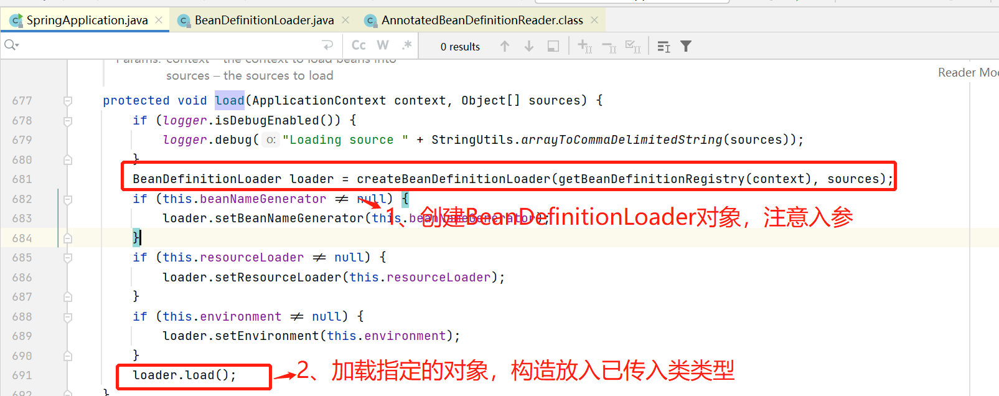 SpringApplication.java BeanDefinitionLoader.java AnnotatedBeanDefinitionReader.class
Cc W .* 0 results
Params: context – the context to load beans into
sources – the sources to load
Reader Mod
677 protected void load(ApplicationContext context, Object[] sources) {
678 if (logger.isDebugEnabled()) {
679 logger.debug( o: "Loading source " + StringUtils.arrayToCommaDelimitedString(sources));
680 }
681 BeanDefinitionLoader loader = createBeanDefinitionLoader(getBeanDefinitionRegistry(context), sources);
682 if (this.beanNameGenerator ≠ null) {
683 loader.setBeanNameGenerator(this.beanNameGenerator);
1、创建BeanDefinitionLoader对象，注意入参
684 }
685 if (this.resourceLoader ≠ null) {
686 loader.setResourceLoader(this.resourceLoader);
687 }
688 if (this.environment ≠ null) {
689 loader.setEnvironment(this.environment);
690 }
691 loader.load();
2、加载指定的对象，构造放入已传入类类型
692 }